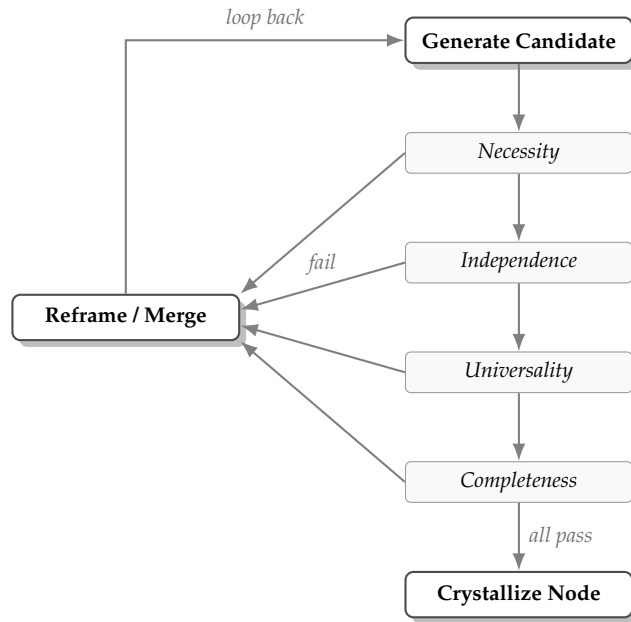 loop back
Generate Candidate
Necessity
fail
Independence
Reframe / Merge
Universality
Completeness
all pass
Crystallize Node